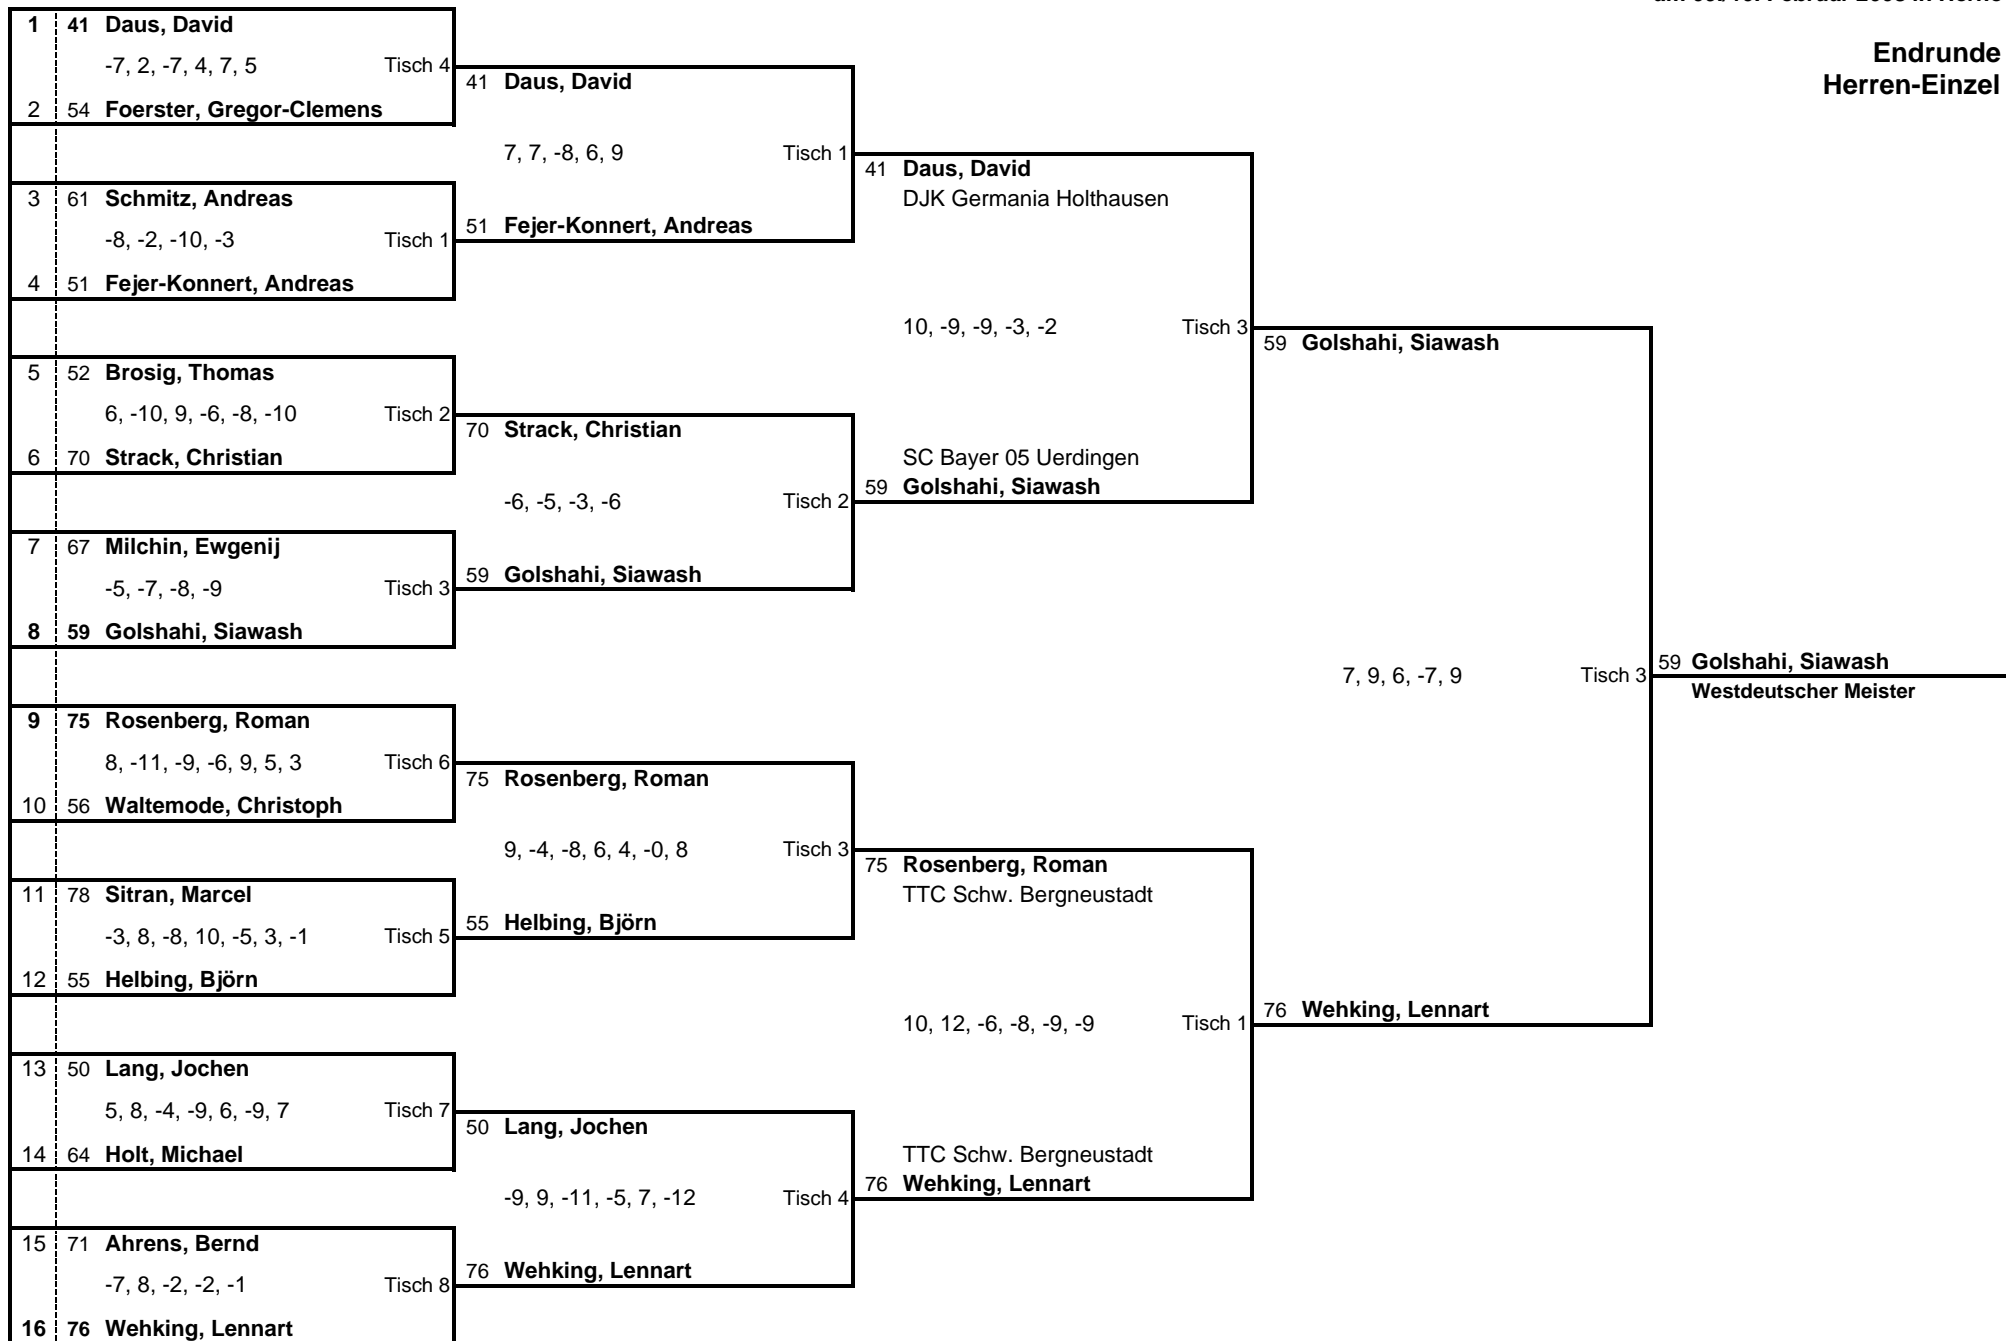 Endrunde
Herren-Einzel
1 41 Daus, David
-7, 2, -7, 4, 7, 5 Tisch 4
2 54 Foerster, Gregor-Clemens
3 61 Schmitz, Andreas
-8, -2, -10, -3 Tisch 1
4 51 Fejer-Konnert, Andreas
5 52 Brosig, Thomas
6, -10, 9, -6, -8, -10 Tisch 2
6 70 Strack, Christian
7 67 Milchin, Ewgenij
-5, -7, -8, -9 Tisch 3
8 59 Golshahi, Siawash
9 75 Rosenberg, Roman
8, -11, -9, -6, 9, 5, 3 Tisch 6
10 56 Waltemode, Christoph
11 78 Sitran, Marcel
-3, 8, -8, 10, -5, 3, -1 Tisch 5
12 55 Helbing, Björn
13 50 Lang, Jochen
5, 8, -4, -9, 6, -9, 7 Tisch 7
14 64 Holt, Michael
15 71 Ahrens, Bernd
-7, 8, -2, -2, -1 Tisch 8
16 76 Wehking, Lennart
41 Daus, David
7, 7, -8, 6, 9 Tisch 1
51 Fejer-Konnert, Andreas
70 Strack, Christian
-6, -5, -3, -6 Tisch 2
59 Golshahi, Siawash
75 Rosenberg, Roman
9, -4, -8, 6, 4, -0, 8 Tisch 3
55 Helbing, Björn
50 Lang, Jochen
-9, 9, -11, -5, 7, -12 Tisch 4
76 Wehking, Lennart
41 Daus, David
DJK Germania Holthausen
10, -9, -9, -3, -2 Tisch 3
SC Bayer 05 Uerdingen
59 Golshahi, Siawash
75 Rosenberg, Roman
TTC Schw. Bergneustadt
10, 12, -6, -8, -9, -9 Tisch 1
TTC Schw. Bergneustadt
76 Wehking, Lennart
59 Golshahi, Siawash
7, 9, 6, -7, 9 Tisch 3
76 Wehking, Lennart
59 Golshahi, Siawash
Westdeutscher Meister